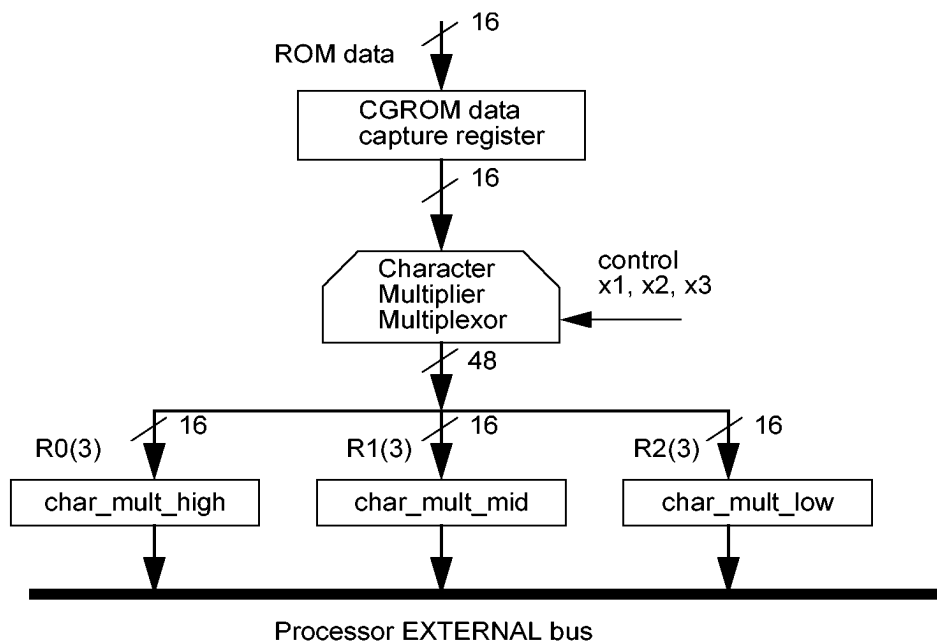 16
ROM data
CGROM data
capture register
16
Character
Multiplier
Multiplexor
control
x1, x2, x3
48
16
16
16
R0(3)
R1(3)
R2(3)
char_mult_high
char_mult_mid
char_mult_low
Processor EXTERNAL bus